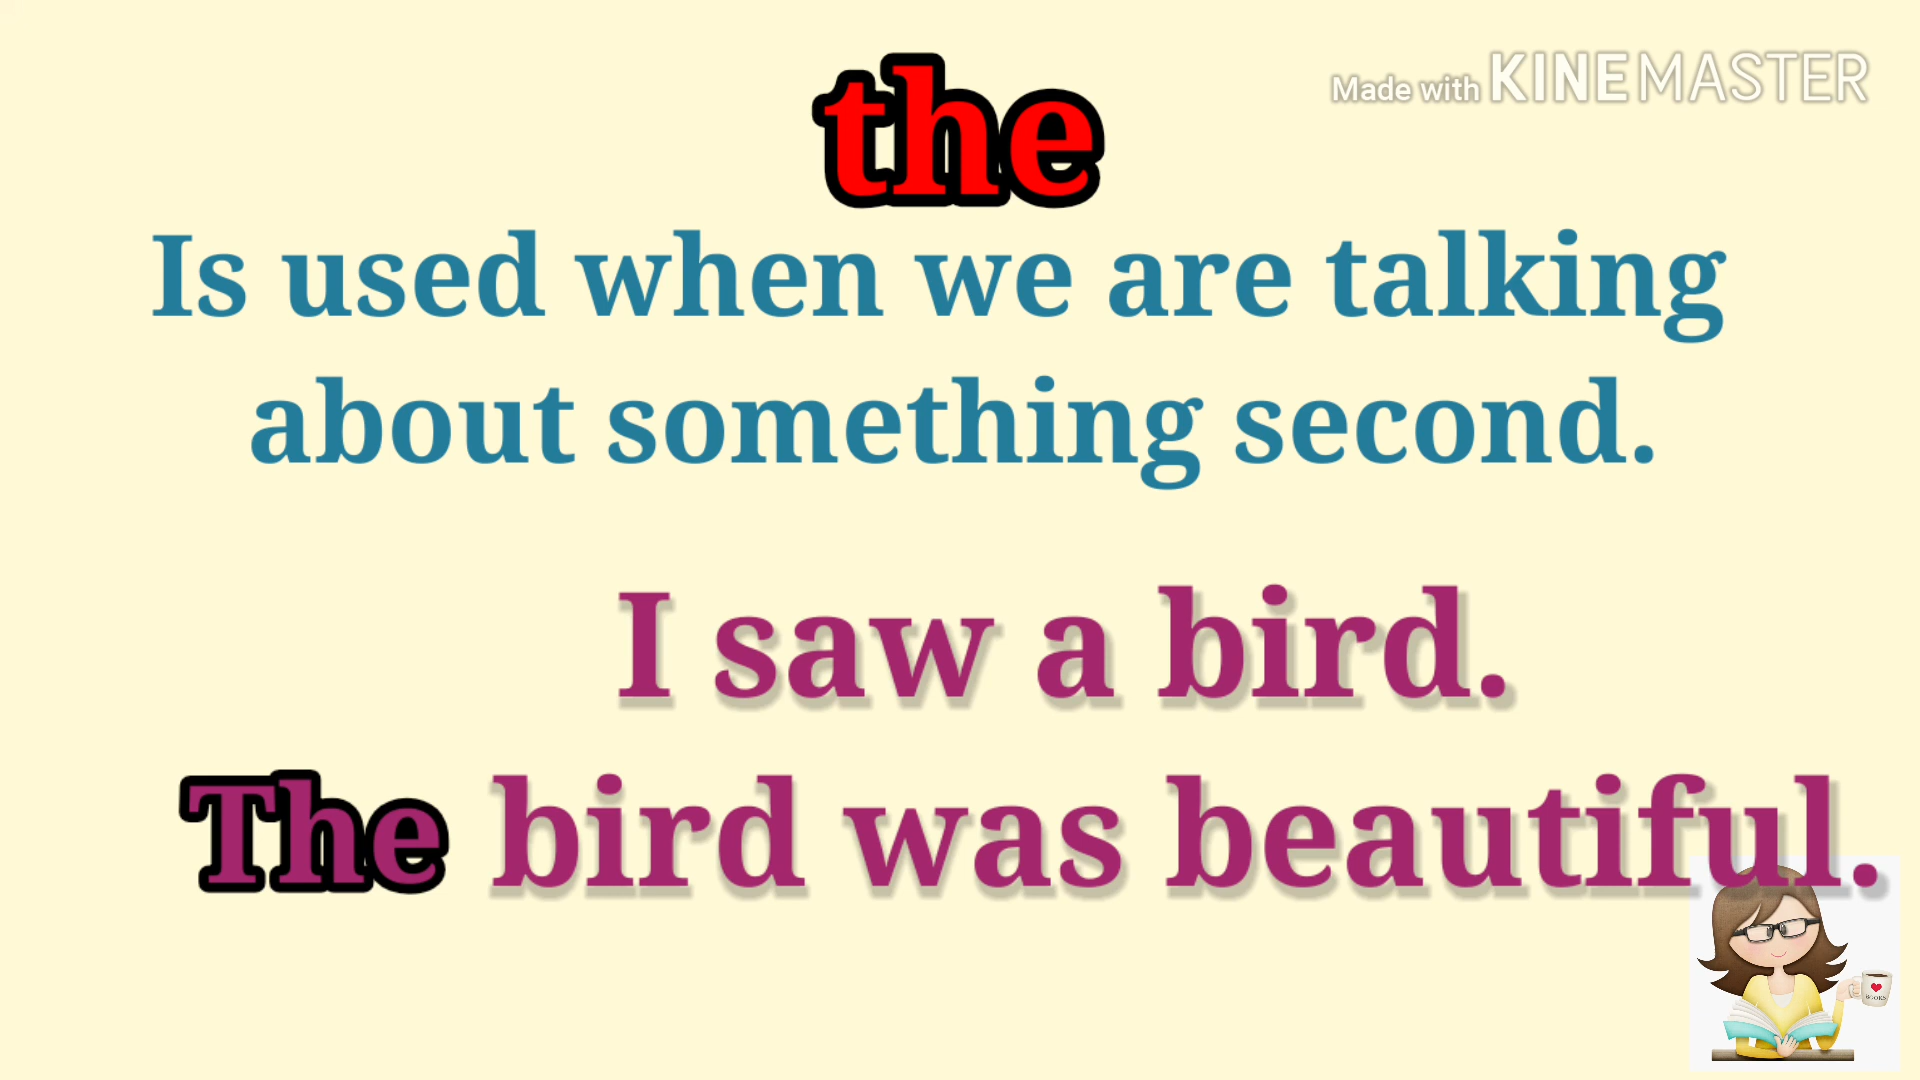 Made with KINEMASTER
the
Is used when we are talking
about something second.
I saw a bird.
The bird was beautiful.
BOOKS